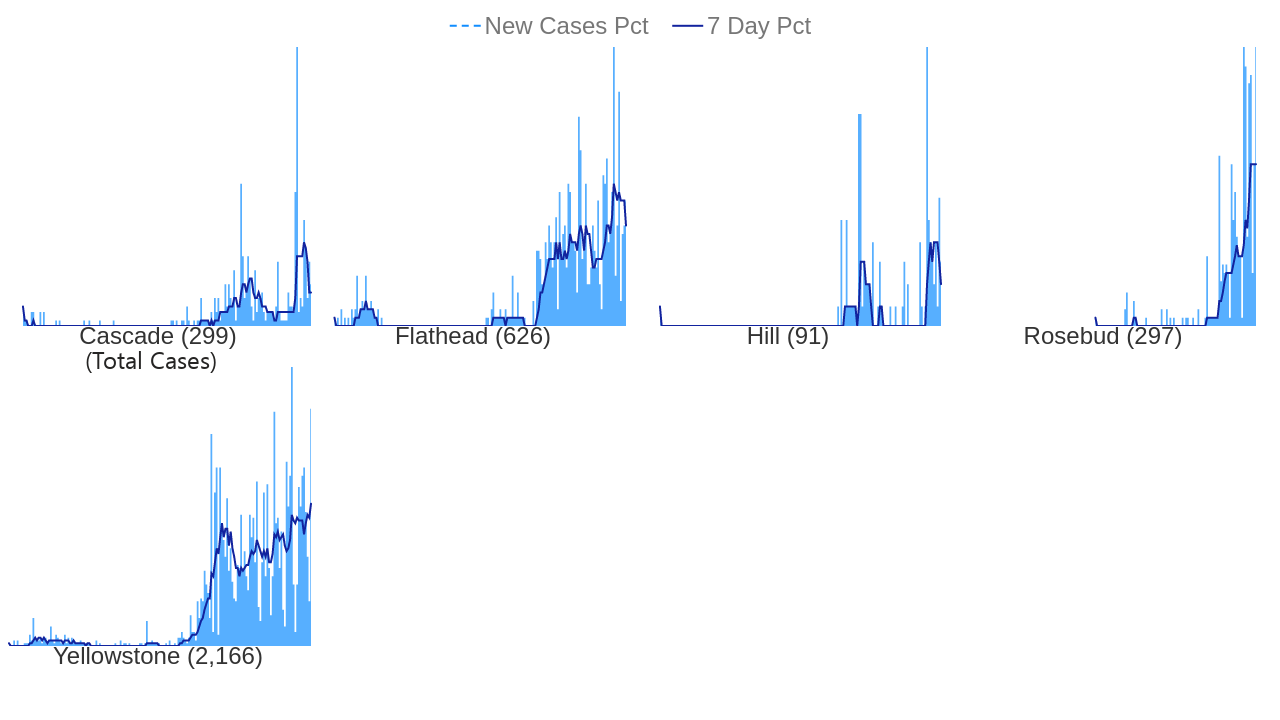 New Cases Pct 7 Day Pct
Cascade (299) Flathead (626) Hill (91) Rosebud (297)
(Total Cases)
Yellowstone (2,166)